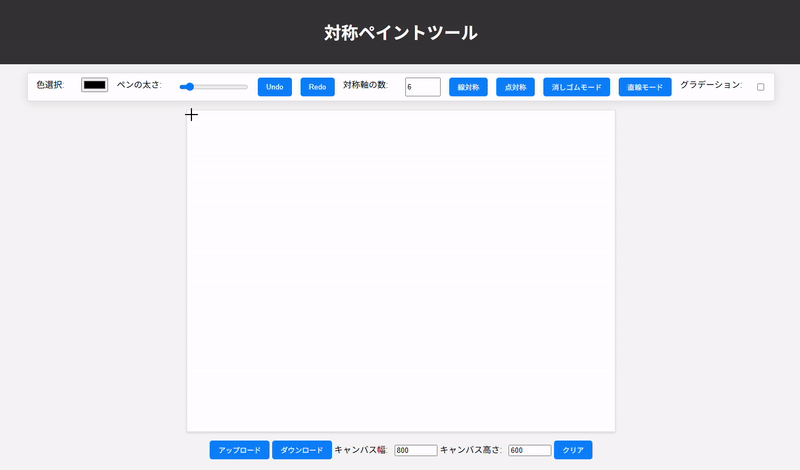 対称ペイントツール
色選択: ペンの太さ: Undo Redo 対称軸の数: 6 線対称 点対称 消しゴムモード 直線モード グラデーション:
アップロード ダウンロード キャンバス幅: 800 キャンバス高さ: 600 クリア